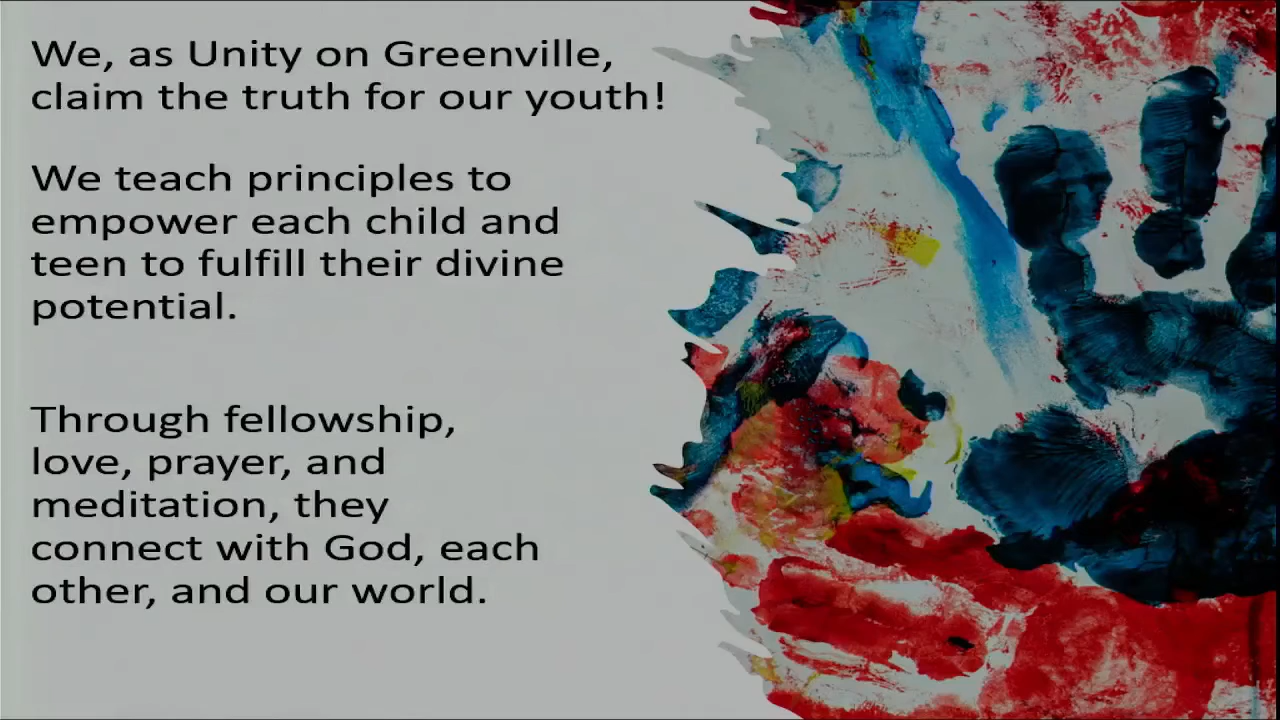 We, as Unity on Greenville,
claim the truth for our youth!
We teach principles to
empower each child and
teen to fulfill their divine
potential.
Through fellowship,
love, prayer, and
meditation, they
connect with God, each
other, and our world.